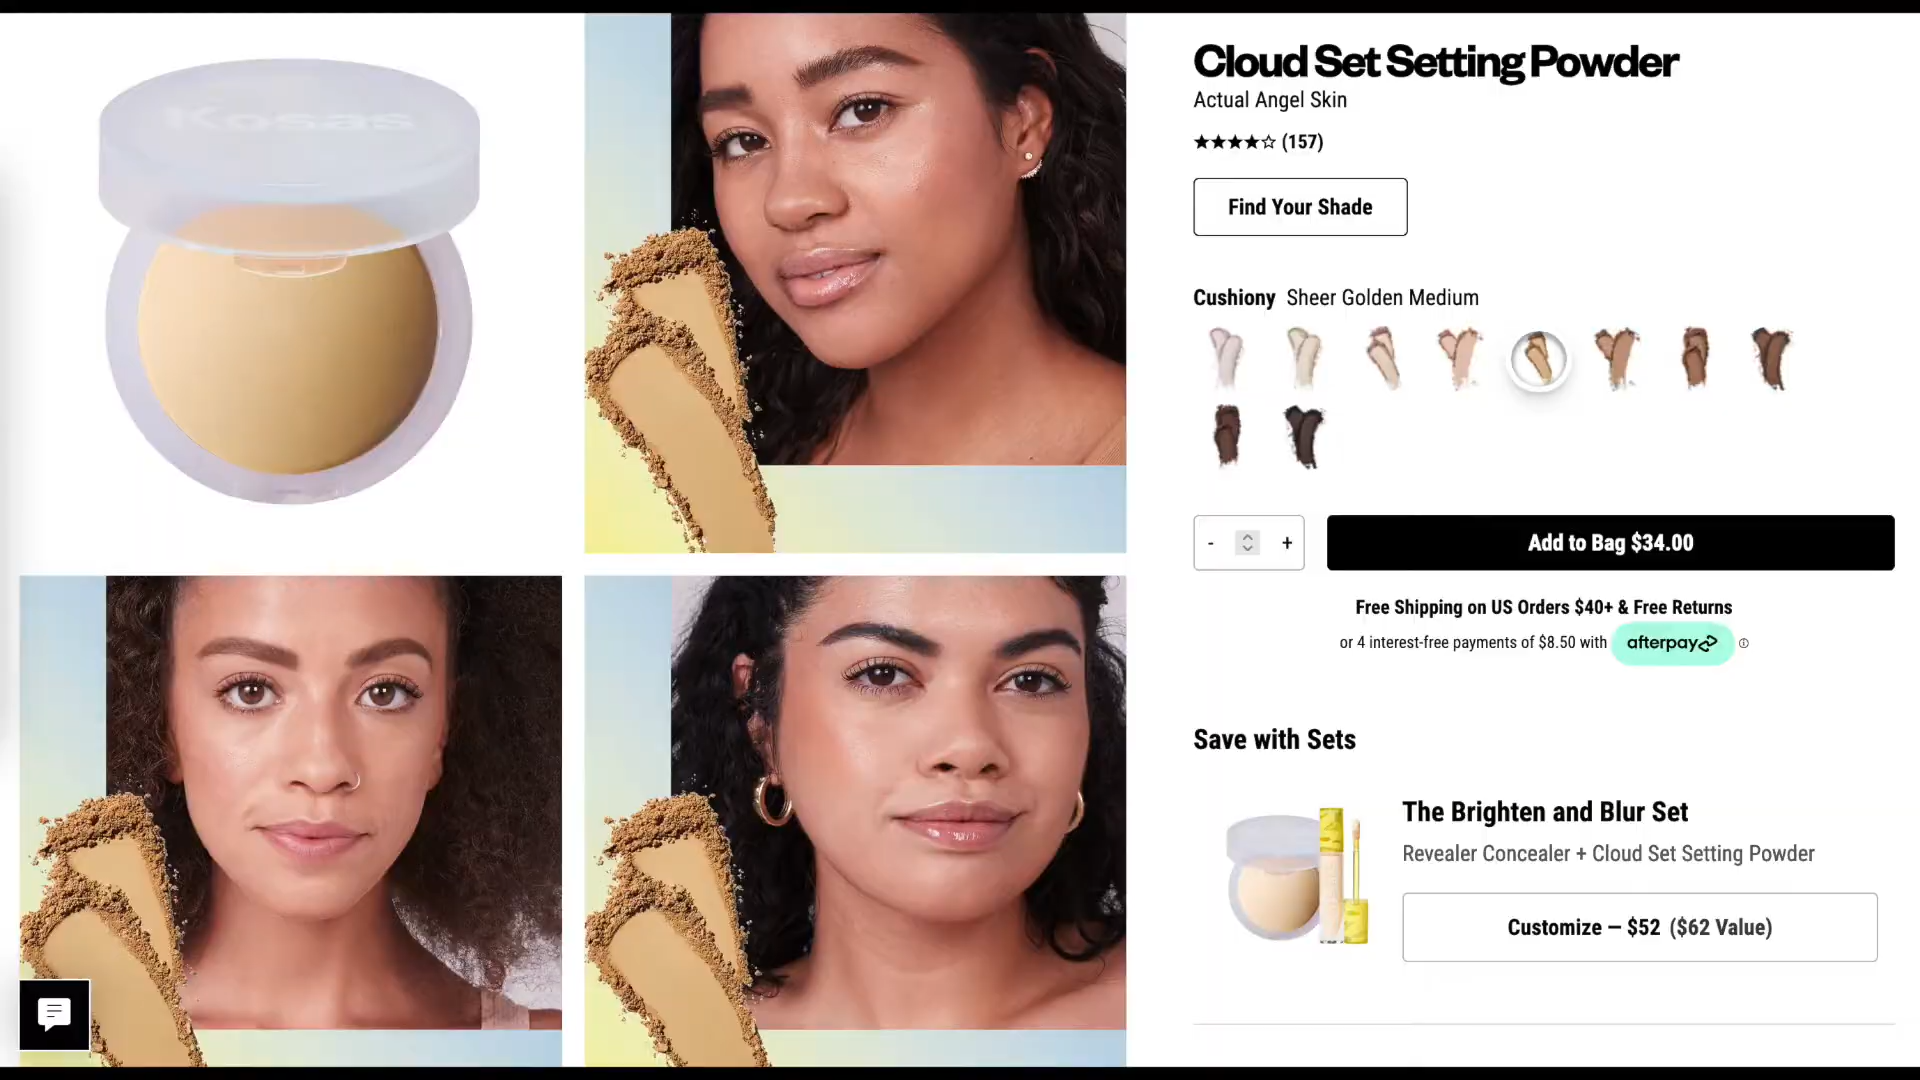 Kosas
Cloud Set Setting Powder
Actual Angel Skin
★★★★☆ (157)
Find Your Shade
Cushiony Sheer Golden Medium
- +
Add to Bag $34.00
Free Shipping on US Orders $40+ & Free Returns
or 4 interest-free payments of $8.50 with afterpay
Save with Sets
The Brighten and Blur Set
Revealer Concealer + Cloud Set Setting Powder
Customize — $52 ($62 Value)